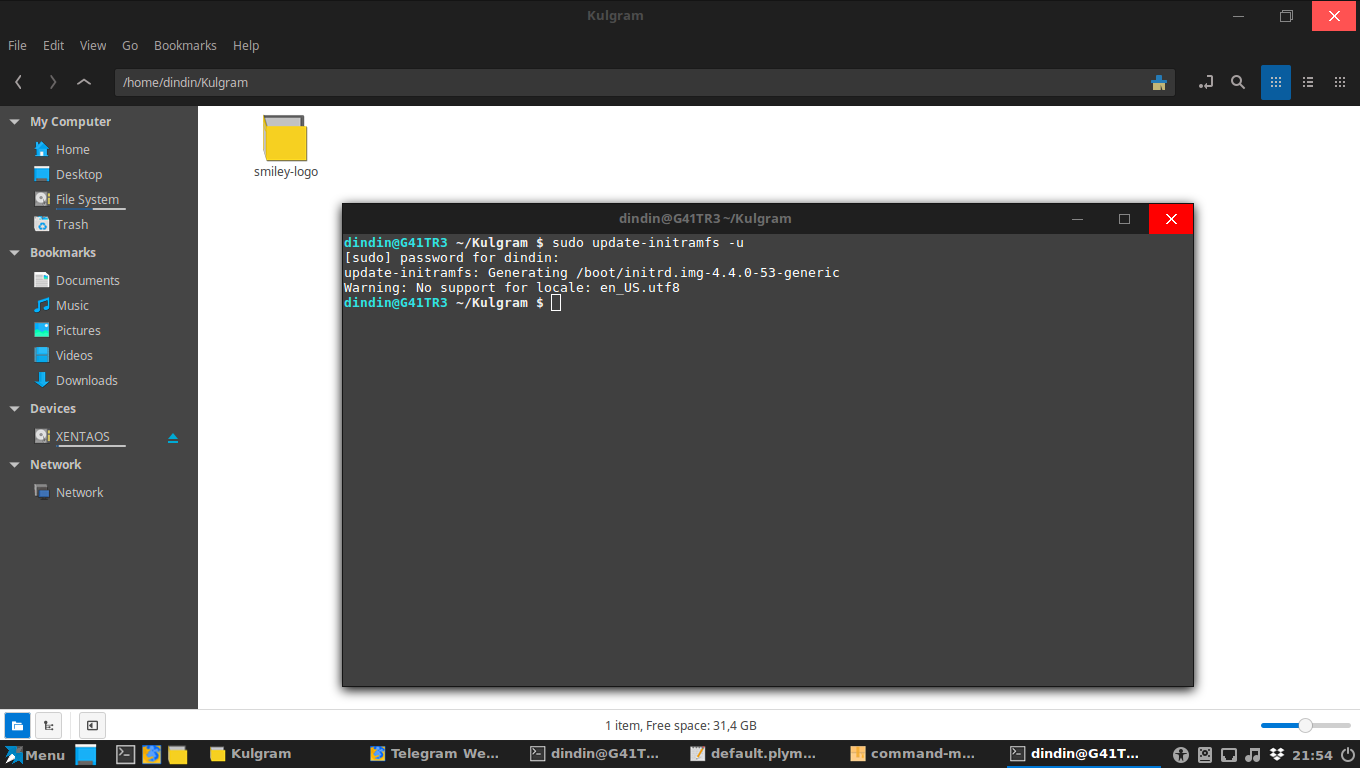 Kulgram
File Edit View Go Bookmarks Help
/home/dindin/Kulgram
My Computer
Home
Desktop
File System
Trash
Bookmarks
Documents
Music
Pictures
Videos
Downloads
Devices
XENTAOS
Network
Network
smiley-logo
dindin@G41TR3 ~/Kulgram
dindin@G41TR3 ~/Kulgram $ sudo update-initramfs -u
[sudo] password for dindin:
update-initramfs: Generating /boot/initrd.img-4.4.0-53-generic
Warning: No support for locale: en_US.utf8
dindin@G41TR3 ~/Kulgram $
1 item, Free space: 31,4 GB
Menu Kulgram Telegram We... dindin@G41T... default.plym... command-m... dindin@G41T... 21:54